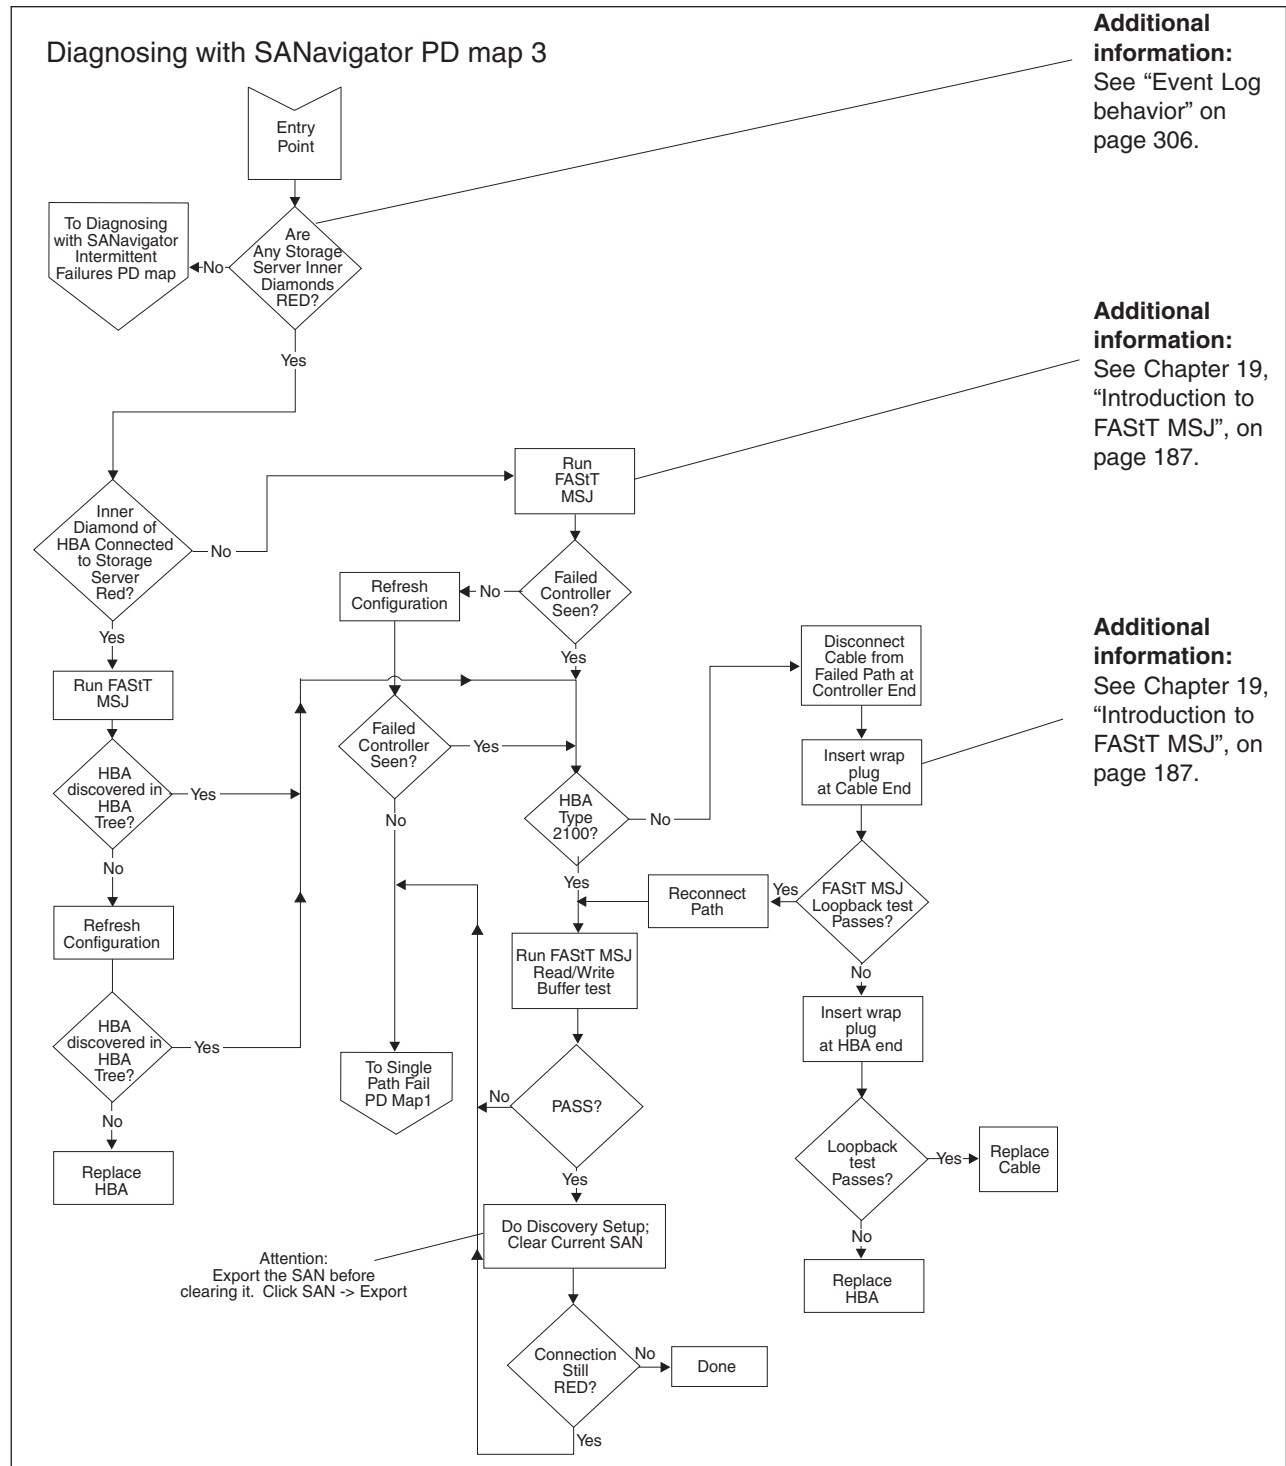 Diagnosing with SANavigator PD map 3
Additional
information:
See “Event Log
behavior” on
page 306.
Entry
Point
To Diagnosing
with SANavigator
Intermittent
Failures PD map
No
Are
Any Storage
Server Inner
Diamonds
RED?
Yes
Additional
information:
See Chapter 19,
“Introduction to
FAStT MSJ”, on
page 187.
Run
FAStT
MSJ
Inner
Diamond of
HBA Connected
to Storage
Server
Red?
No
Refresh
Configuration
No
Failed
Controller
Seen?
Yes
Yes
Run FAStT
MSJ
Disconnect
Cable from
Failed Path at
Controller End
Additional
information:
See Chapter 19,
“Introduction to
FAStT MSJ”, on
page 187.
Failed
Controller
Seen?
Yes
No
HBA
discovered in
HBA
Tree?
Yes
No
Insert wrap
plug
at Cable End
HBA
Type
2100?
No
Yes
Reconnect
Path
Yes
FAStT MSJ
Loopback test
Passes?
No
Refresh
Configuration
Run FAStT MSJ
Read/Write
Buffer test
Insert wrap
plug
at HBA end
HBA
discovered in
HBA
Tree?
Yes
No
To Single
Path Fail
PD Map1
No
PASS?
Yes
Loopback
test
Passes?
Yes
Replace
Cable
No
Replace
HBA
Do Discovery Setup;
Clear Current SAN
Attention:
Export the SAN before
clearing it. Click SAN -> Export
Replace
HBA
Connection
Still
RED?
No
Done
Yes